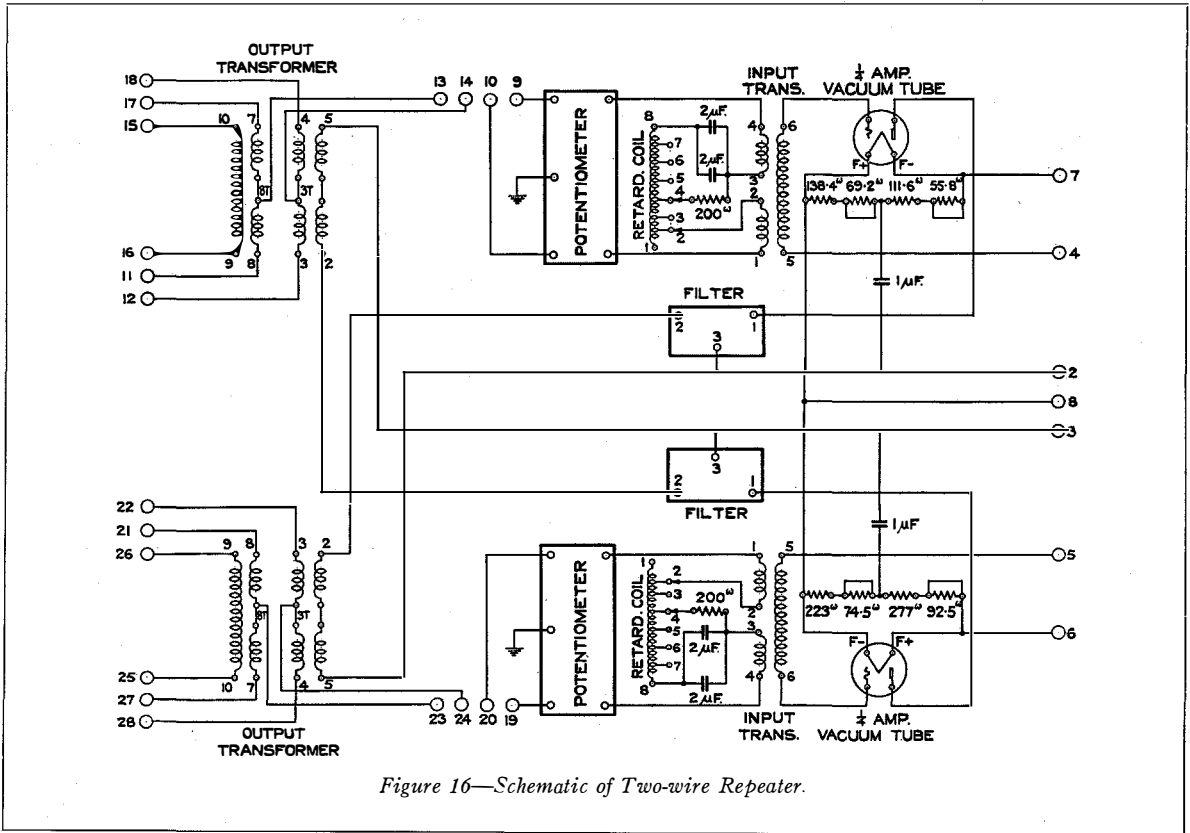 OUTPUT
TRANSFORMER
18
17
15
10 7 4 5
8T 3T
16
11
12
9 8 3 2
13 14 10 9
POTENTIOMETER
RETARD. COIL
8
7
6
5
4
3
2
1
2µF.
2µF.
200ω
INPUT
TRANS.
4 6
3
2
1 5
¼ AMP.
VACUUM TUBE
F+ F-
138·4ω 69·2ω 111·6ω 55·8ω
7
4
1µF.
FILTER
2 1
3
2
8
3
3
2 1
FILTER
22
21
26
9 8 3 2
8T 3T
25
27
28
10 7 4 5
OUTPUT
TRANSFORMER
23 24 20 19
POTENTIOMETER
RETARD. COIL
1
2
3
4
5
6
7
8
200ω
2µF.
2µF.
1 5
2
3
4 6
INPUT
TRANS.
1µF
223ω 74·5ω 277ω 92·5ω
F- F+
¼ AMP.
VACUUM TUBE
5
6
Figure 16—Schematic of Two-wire Repeater.